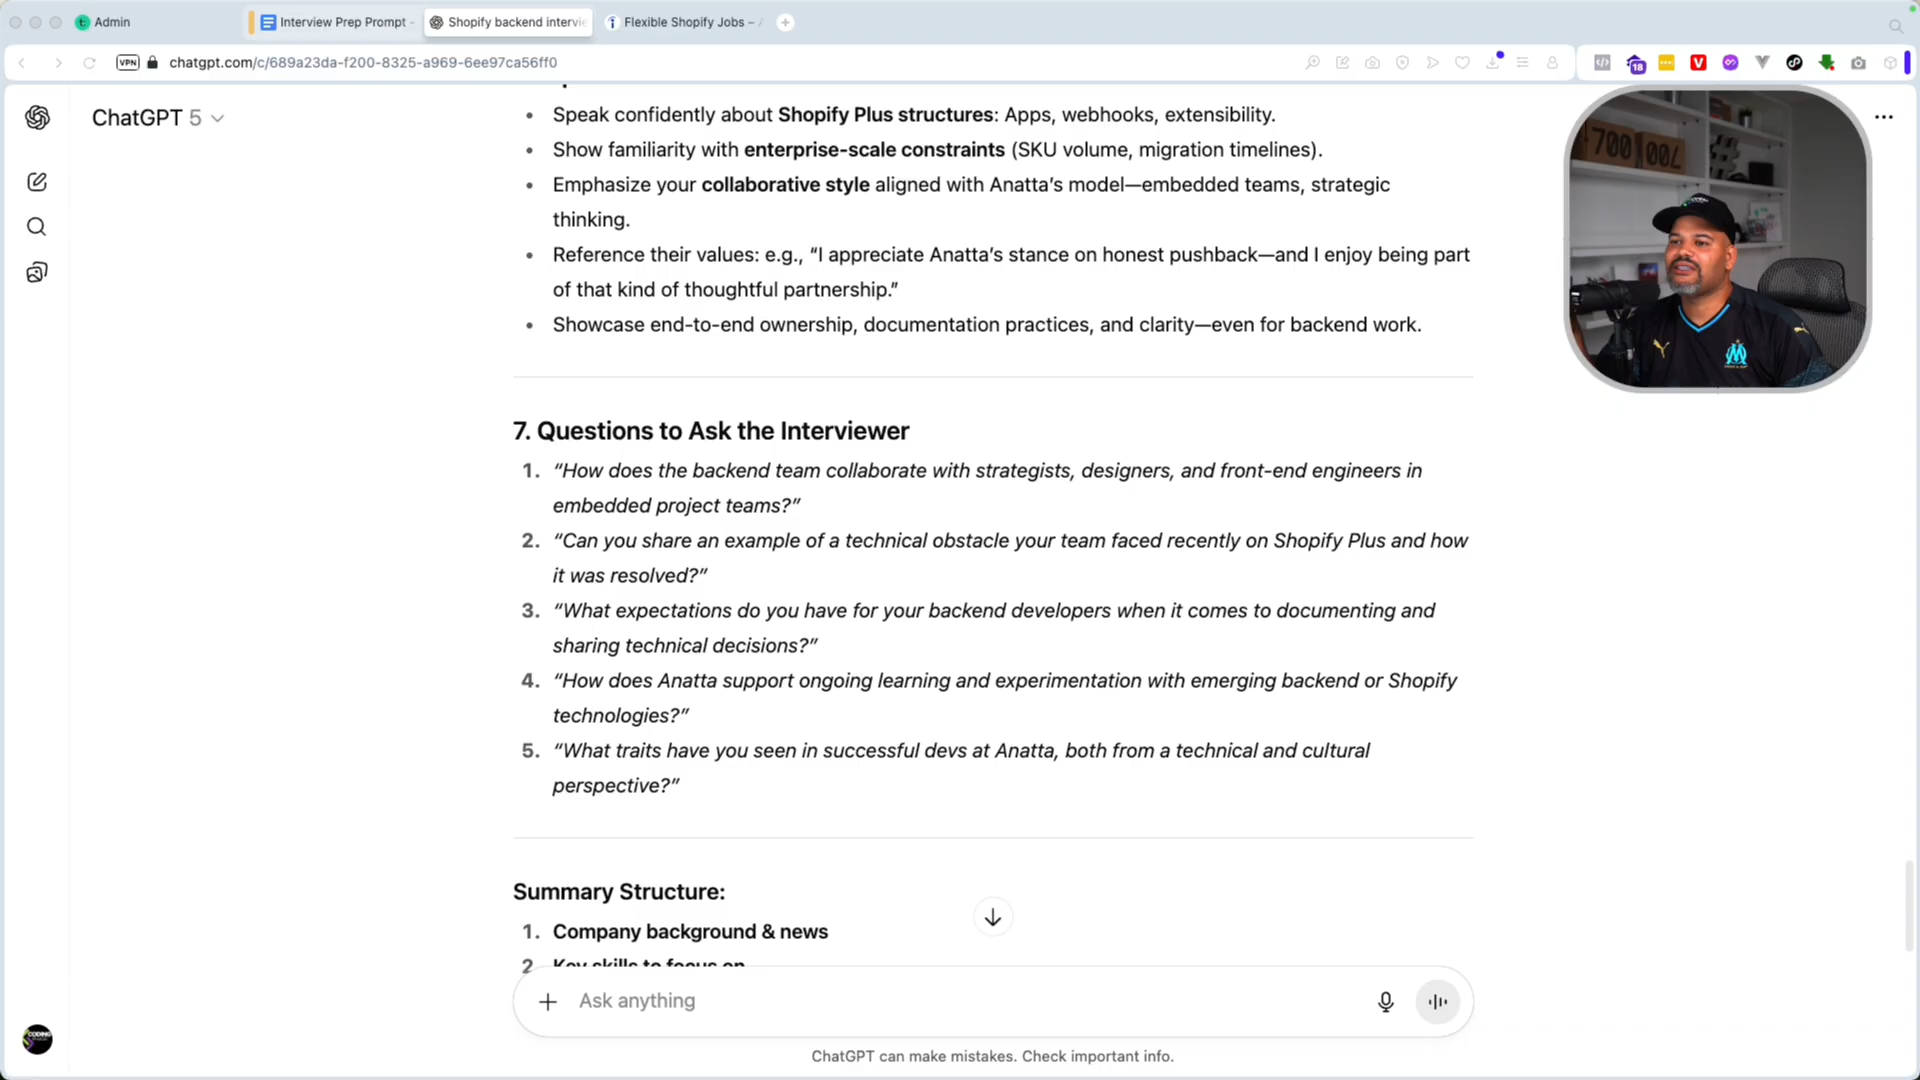 Admin
Interview Prep Prompt -
Shopify backend intervie
Flexible Shopify Jobs –
VPN
chatgpt.com/c/689a23da-f200-8325-a969-6ee97ca56ff0
18
ChatGPT 5
• Speak confidently about Shopify Plus structures: Apps, webhooks, extensibility.
• Show familiarity with enterprise-scale constraints (SKU volume, migration timelines).
• Emphasize your collaborative style aligned with Anatta’s model—embedded teams, strategic
thinking.
• Reference their values: e.g., “I appreciate Anatta’s stance on honest pushback—and I enjoy being part
of that kind of thoughtful partnership.”
• Showcase end-to-end ownership, documentation practices, and clarity—even for backend work.
7. Questions to Ask the Interviewer
1. “How does the backend team collaborate with strategists, designers, and front-end engineers in
embedded project teams?”
2. “Can you share an example of a technical obstacle your team faced recently on Shopify Plus and how
it was resolved?”
3. “What expectations do you have for your backend developers when it comes to documenting and
sharing technical decisions?”
4. “How does Anatta support ongoing learning and experimentation with emerging backend or Shopify
technologies?”
5. “What traits have you seen in successful devs at Anatta, both from a technical and cultural
perspective?”
Summary Structure:
1. Company background & news
2. Key skills to focus on
Ask anything
ChatGPT can make mistakes. Check important info.